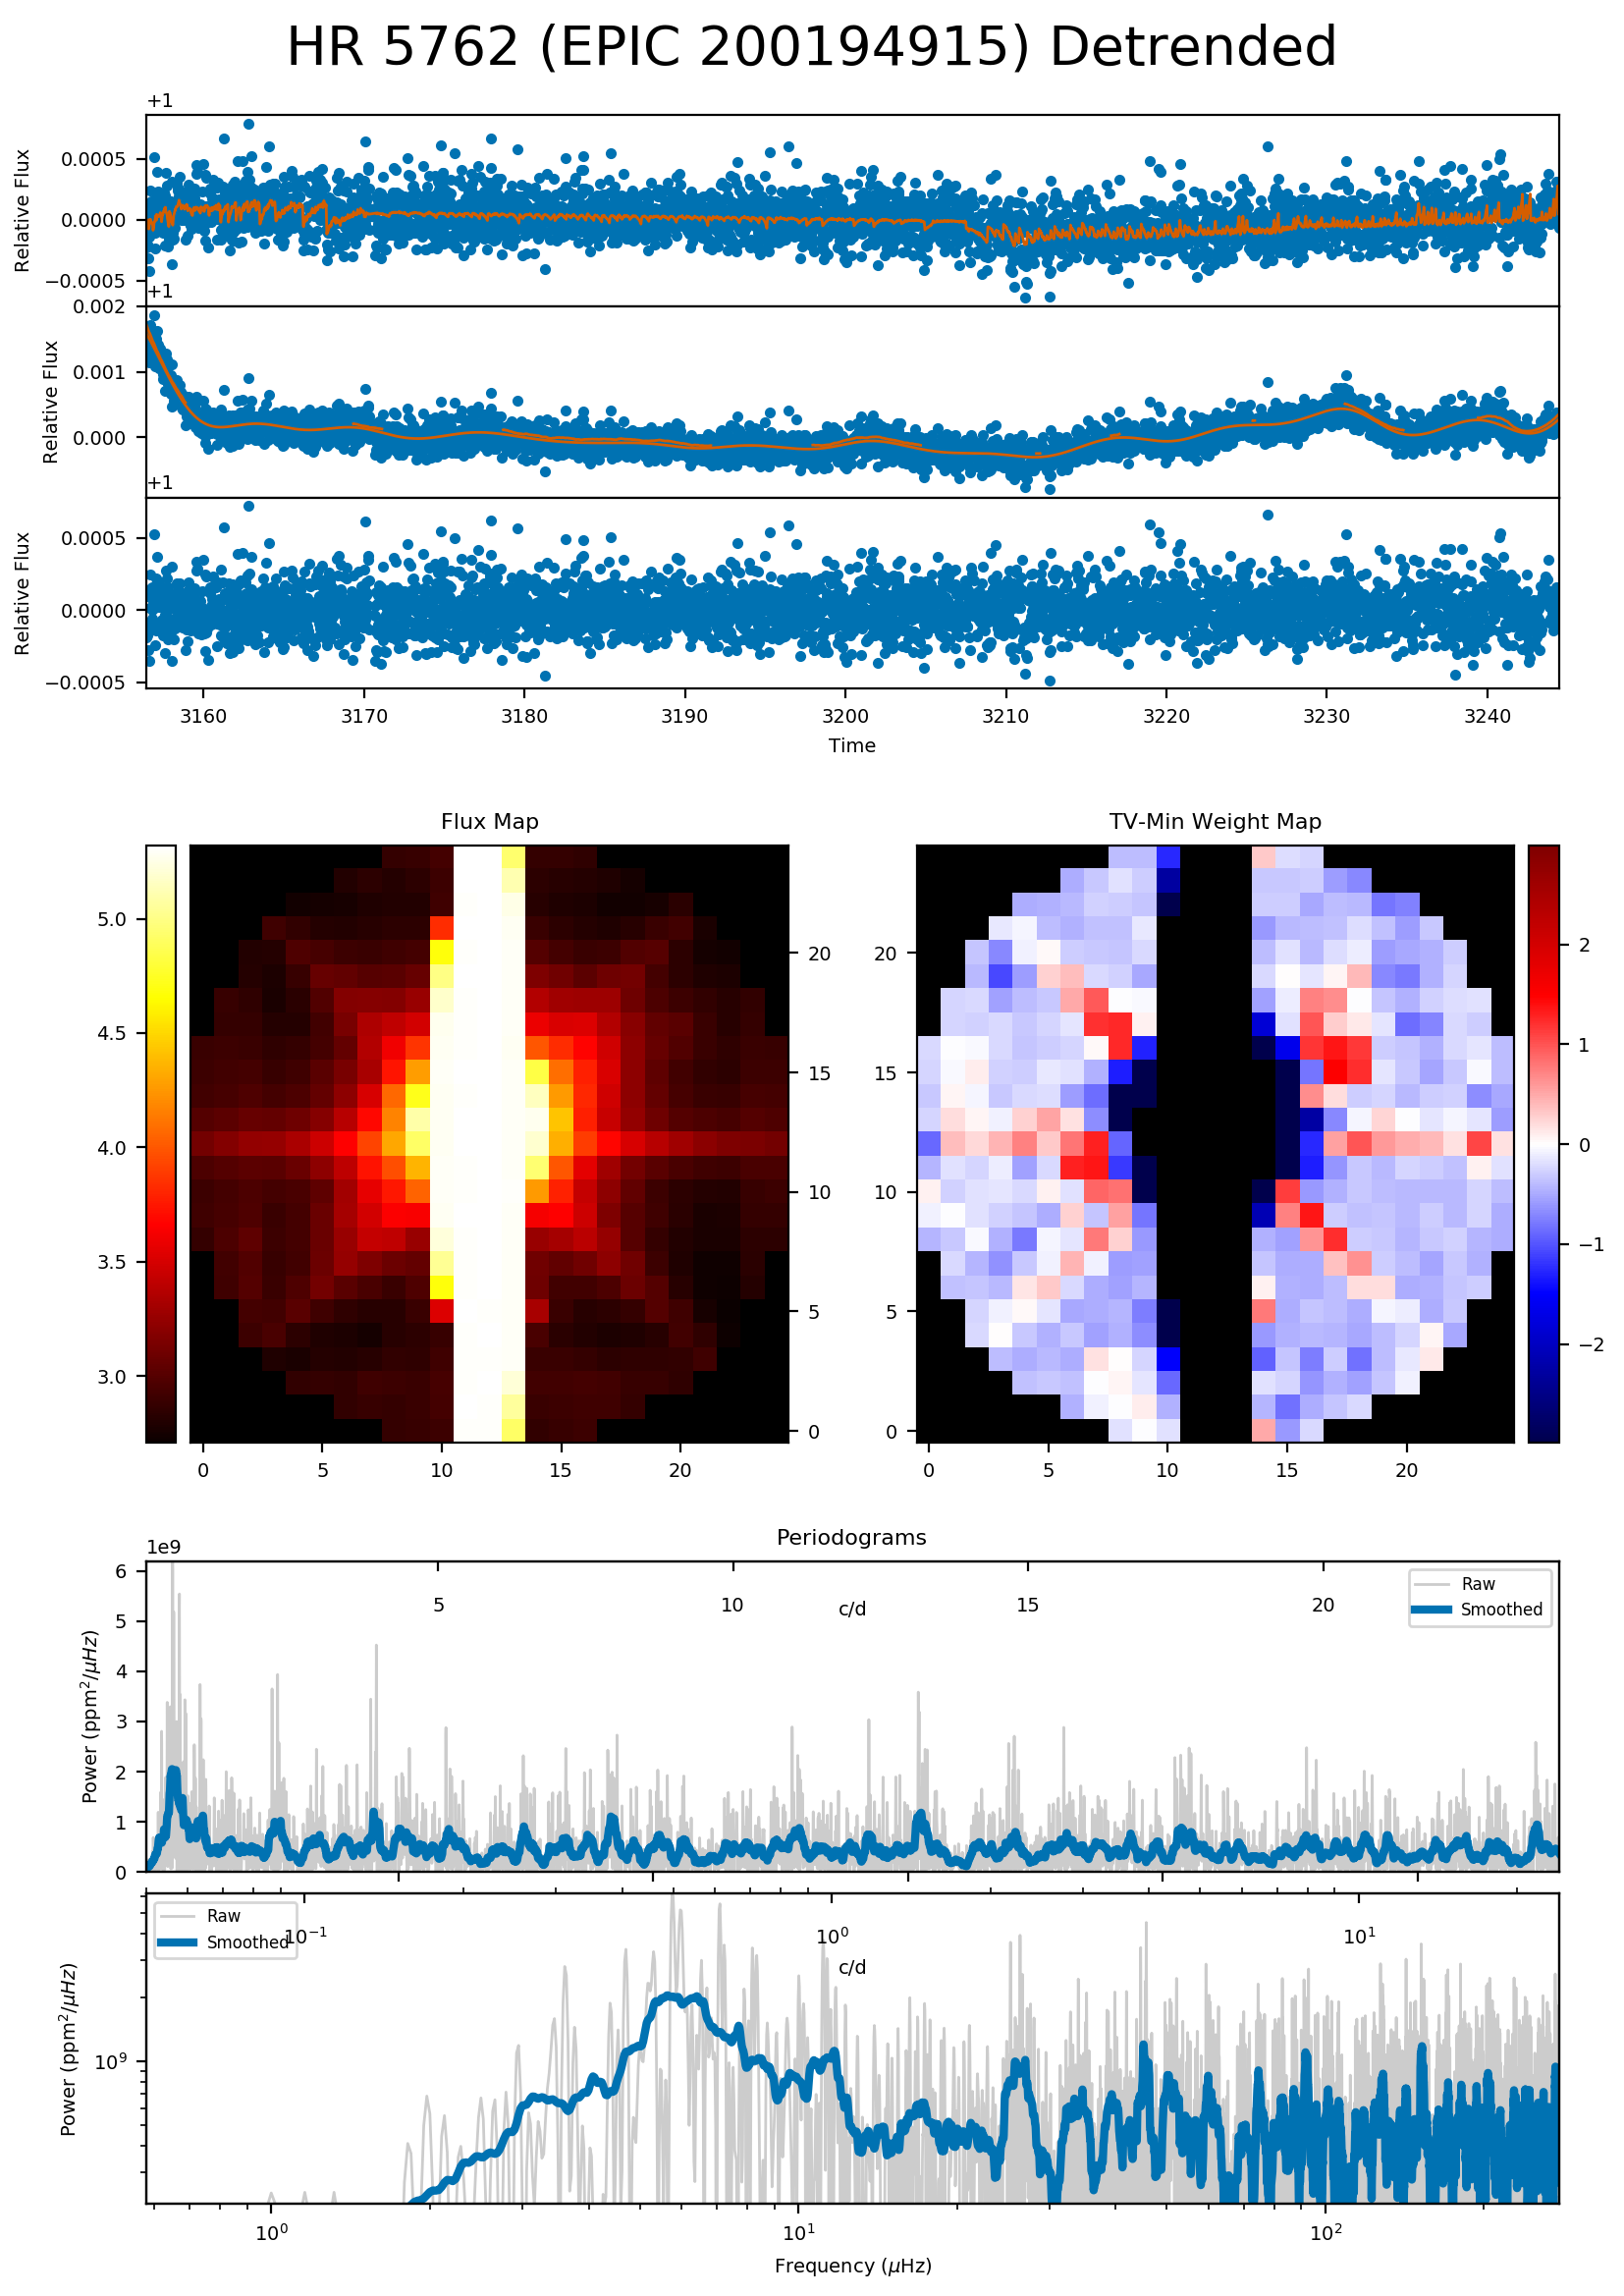 HR 5762 (EPIC 200194915) Detrended
+1
Relative Flux
0.0005
0.0000
−0.0005
+1
Relative Flux
0.002
0.001
0.000
+1
Relative Flux
0.0005
0.0000
−0.0005
3160 3170 3180 3190 3200 3210 3220 3230 3240
Time
Flux Map
5.0
4.5
4.0
3.5
3.0
20
15
10
5
0
0 5 10 15 20
TV-Min Weight Map
20
15
10
5
0
0 5 10 15 20
2
1
0
−1
−2
Periodograms
1e9
Power (ppm²/μHz)
6
5
4
3
2
1
0
5 10 15 20
c/d
Raw
Smoothed
Power (ppm²/μHz)
10⁹
Raw
Smoothed
10⁻¹ 10⁰ 10¹
c/d
10⁰ 10¹ 10²
Frequency (μHz)